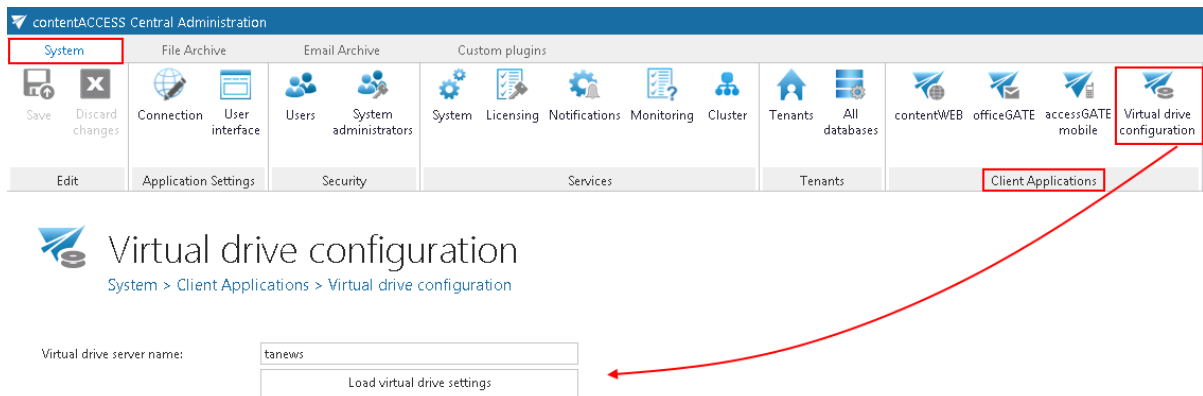 contentACCESS Central Administration
System File Archive Email Archive Custom plugins
Save Discard changes Connection User interface Users System administrators System Licensing Notifications Monitoring Cluster Tenants All databases contentWEB officeGATE accessGATE mobile Virtual drive configuration
Edit Application Settings Security Services Tenants Client Applications
Virtual drive configuration
System > Client Applications > Virtual drive configuration
Virtual drive server name: tanews
Load virtual drive settings